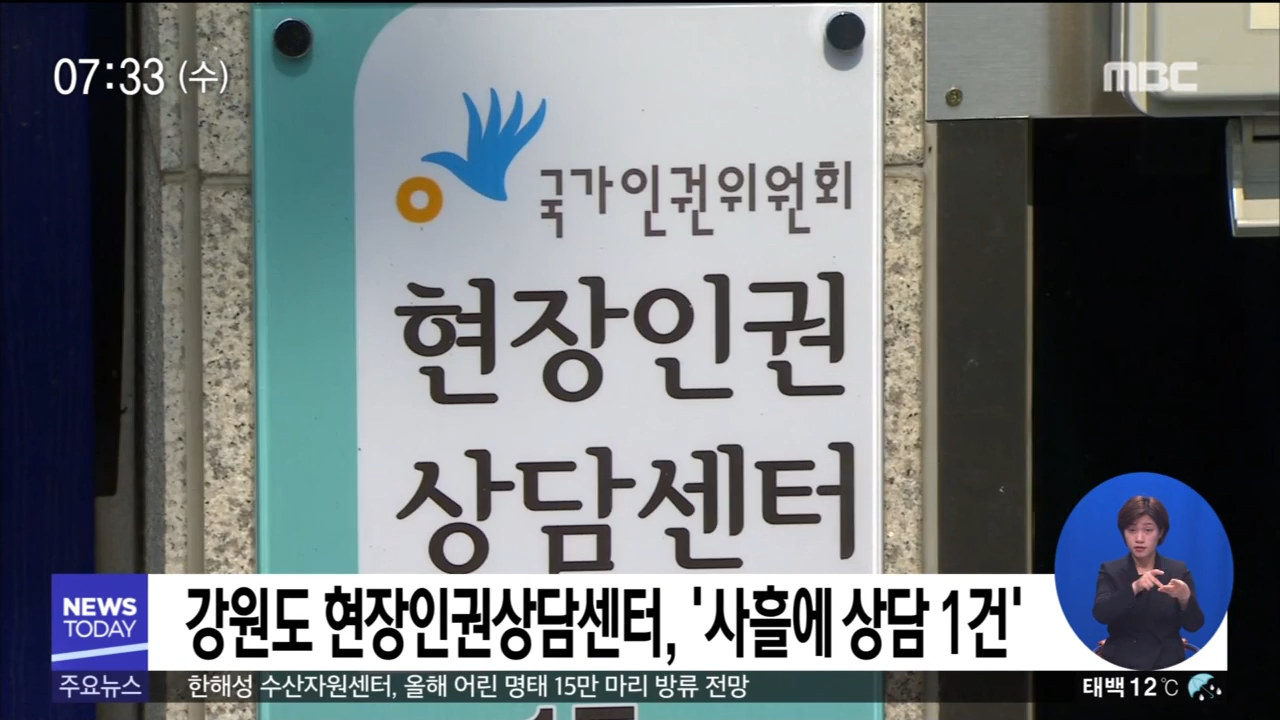 07:33 (수)
MBC
국가인권위원회
현장인권
상담센터
NEWS
TODAY
강원도 현장인권상담센터, '사흘에 상담 1건'
주요뉴스
한해성 수산자원센터, 올해 어린 명태 15만 마리 방류 전망
태백 12℃